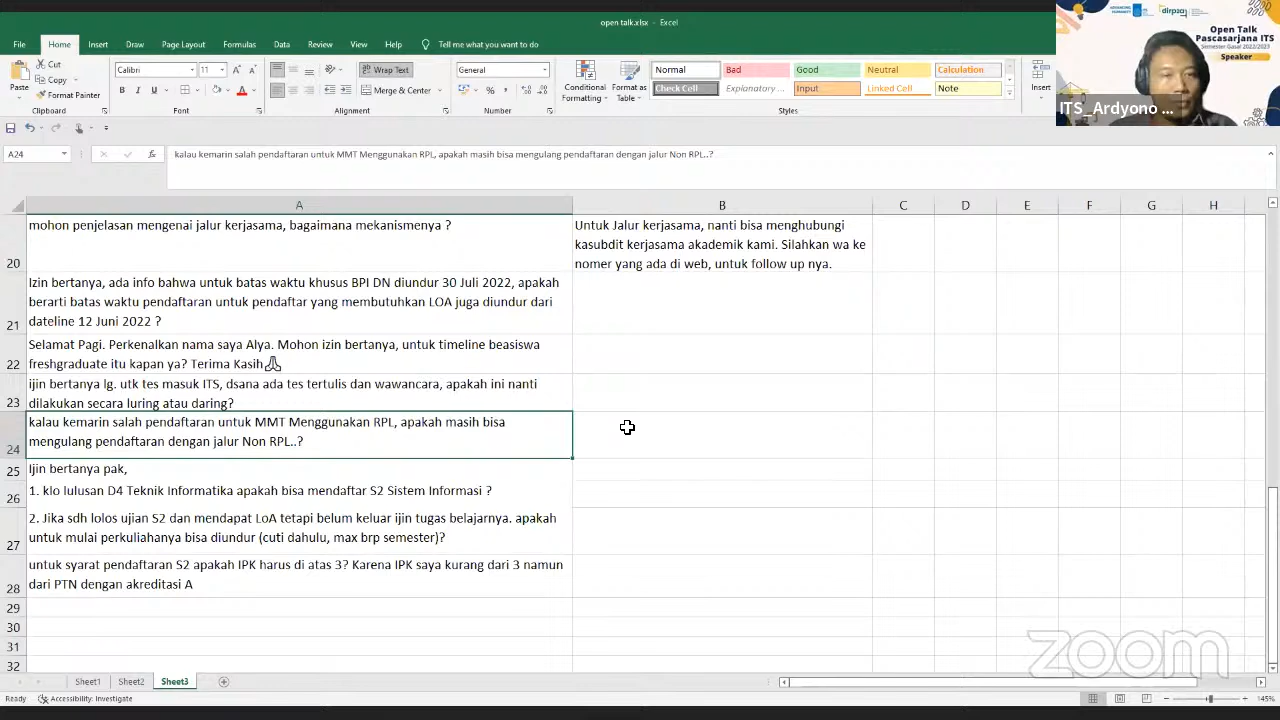 open talk.xlsx - Excel
File Home Insert Draw Page Layout Formulas Data Review View Help Tell me what you want to do
Cut
Copy
Format Painter
Paste
Calibri 11
Wrap Text
Merge & Center
General
Conditional Formatting
Format as Table
Normal Bad Good Neutral Calculation
Check Cell Explanatory ... Input Linked Cell Note
Insert
Clipboard Font Alignment Number Styles
Open Talk
Pascasarjana ITS
Semester Gasal 2022/2023
Speaker
ITS_Ardyono ...
A24 kalau kemarin salah pendaftaran untuk MMT Menggunakan RPL, apakah masih bisa mengulang pendaftaran dengan jalur Non RPL..?
A B C D E F G H
20 mohon penjelasan mengenai jalur kerjasama, bagaimana mekanismenya ?
Untuk Jalur kerjasama, nanti bisa menghubungi
kasubdit kerjasama akademik kami. Silahkan wa ke
nomer yang ada di web, untuk follow up nya.
21 Izin bertanya, ada info bahwa untuk batas waktu khusus BPI DN diundur 30 Juli 2022, apakah
berarti batas waktu pendaftaran untuk pendaftar yang membutuhkan LOA juga diundur dari
dateline 12 Juni 2022 ?
22 Selamat Pagi. Perkenalkan nama saya Alya. Mohon izin bertanya, untuk timeline beasiswa
freshgraduate itu kapan ya? Terima Kasih🙏
23 ijin bertanya lg. utk tes masuk ITS, dsana ada tes tertulis dan wawancara, apakah ini nanti
dilakukan secara luring atau daring?
24 kalau kemarin salah pendaftaran untuk MMT Menggunakan RPL, apakah masih bisa
mengulang pendaftaran dengan jalur Non RPL..?
25 Ijin bertanya pak,
26 1. klo lulusan D4 Teknik Informatika apakah bisa mendaftar S2 Sistem Informasi ?
27 2. Jika sdh lolos ujian S2 dan mendapat LoA tetapi belum keluar ijin tugas belajarnya. apakah
untuk mulai perkuliahanya bisa diundur (cuti dahulu, max brp semester)?
28 untuk syarat pendaftaran S2 apakah IPK harus di atas 3? Karena IPK saya kurang dari 3 namun
dari PTN dengan akreditasi A
29
30
31
32
zoom
Sheet1 Sheet2 Sheet3
Ready Accessibility: Investigate 145%